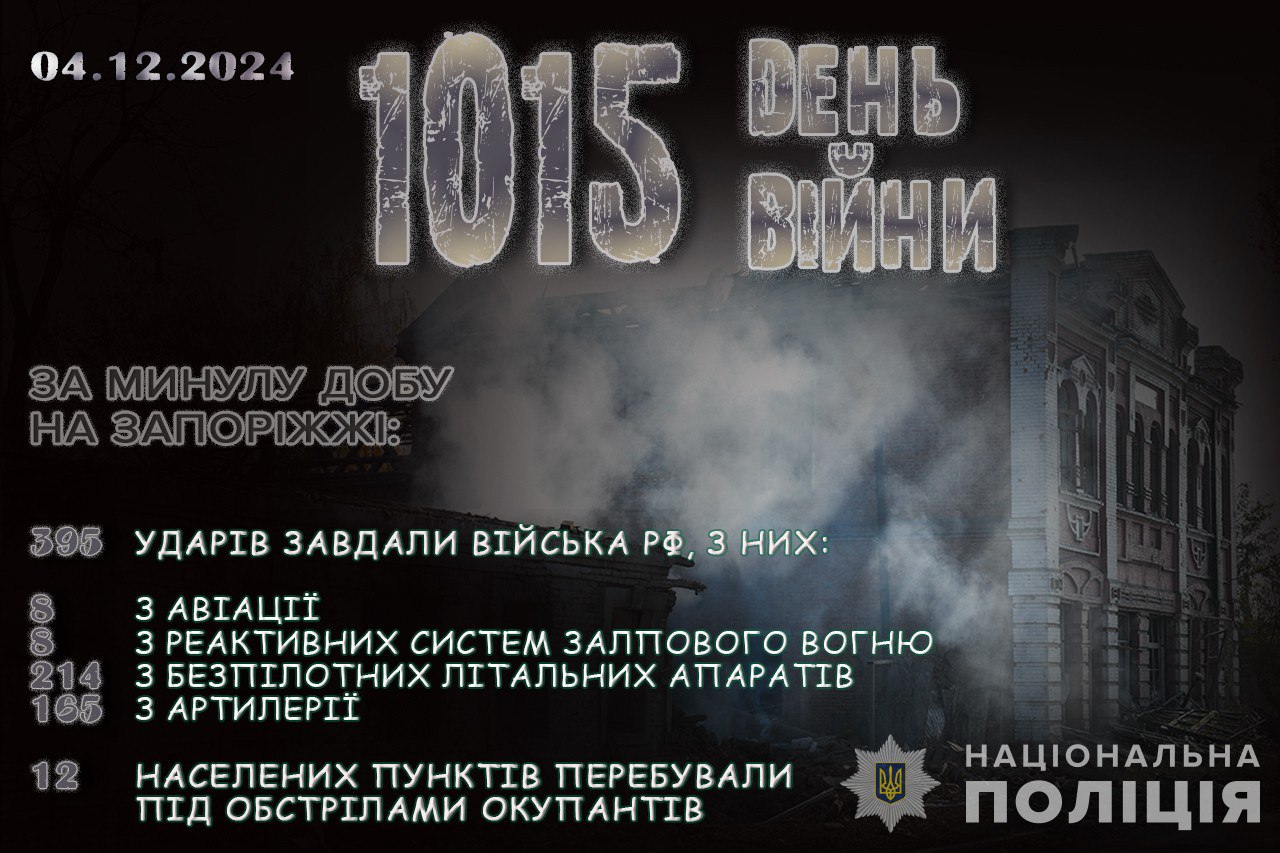 04.12.2024
1015
ДЕНЬ
ВІЙНИ
ЗА МИНУЛУ ДОБУ
НА ЗАПОРІЖЖІ:
395 УДАРІВ ЗАВДАЛИ ВІЙСЬКА РФ, З НИХ:
8 З АВІАЦІЇ
8 З РЕАКТИВНИХ СИСТЕМ ЗАЛПОВОГО ВОГНЮ
214 З БЕЗПІЛОТНИХ ЛІТАЛЬНИХ АПАРАТІВ
165 З АРТИЛЕРІЇ
12 НАСЕЛЕНИХ ПУНКТІВ ПЕРЕБУВАЛИ
ПІД ОБСТРІЛАМИ ОКУПАНТІВ
НАЦІОНАЛЬНА
ПОЛІЦІЯ